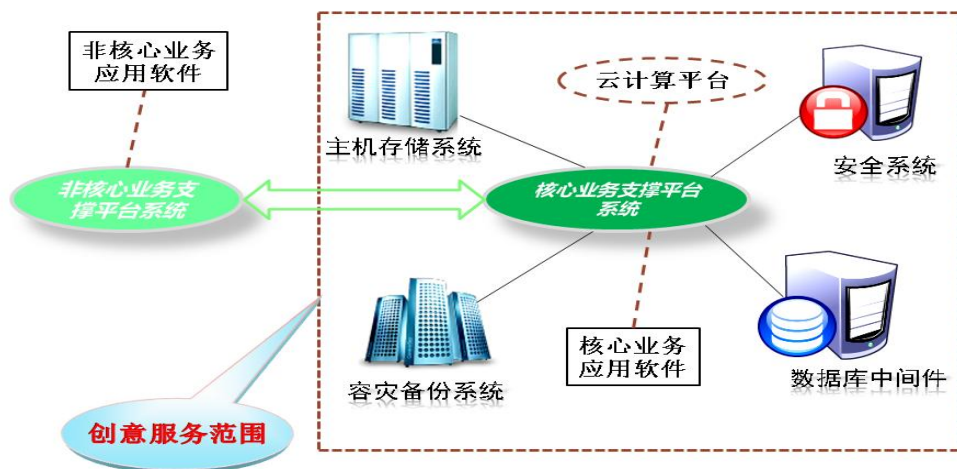 非核心业务
应用软件
云计算平台
主机存储系统
安全系统
非核心业务支
撑平台系统
核心业务支撑平台
系统
核心业务
应用软件
容灾备份系统
数据库中间件
创意服务范围